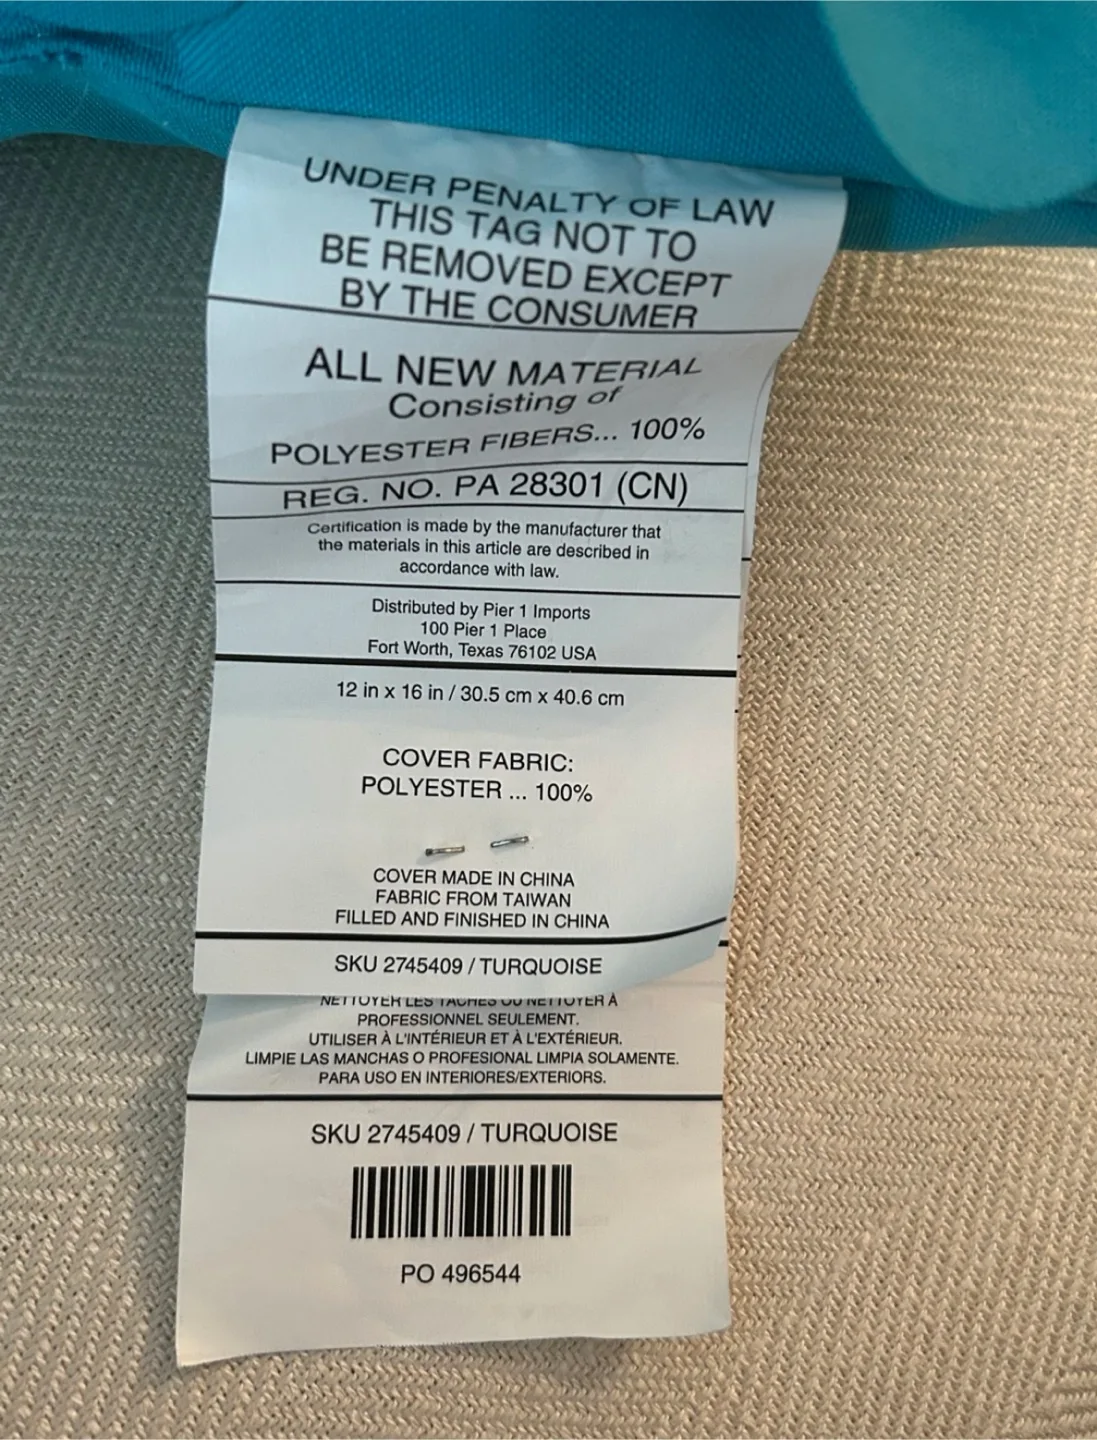 UNDER PENALTY OF LAW
THIS TAG NOT TO
BE REMOVED EXCEPT
BY THE CONSUMER
ALL NEW MATERIAL
Consisting of
POLYESTER FIBERS... 100%
REG. NO. PA 28301 (CN)
Certification is made by the manufacturer that
the materials in this article are described in
accordance with law.
Distributed by Pier 1 Imports
100 Pier 1 Place
Fort Worth, Texas 76102 USA
12 in x 16 in / 30.5 cm x 40.6 cm
COVER FABRIC:
POLYESTER ... 100%
COVER MADE IN CHINA
FABRIC FROM TAIWAN
FILLED AND FINISHED IN CHINA
SKU 2745409 / TURQUOISE
NETTOYER LES TACHES OU NETTOYER À
PROFESSIONNEL SEULEMENT.
UTILISER À L'INTÉRIEUR ET À L'EXTÉRIEUR.
LIMPIE LAS MANCHAS O PROFESIONAL LIMPIA SOLAMENTE.
PARA USO EN INTERIORES/EXTERIORS.
SKU 2745409 / TURQUOISE
PO 496544